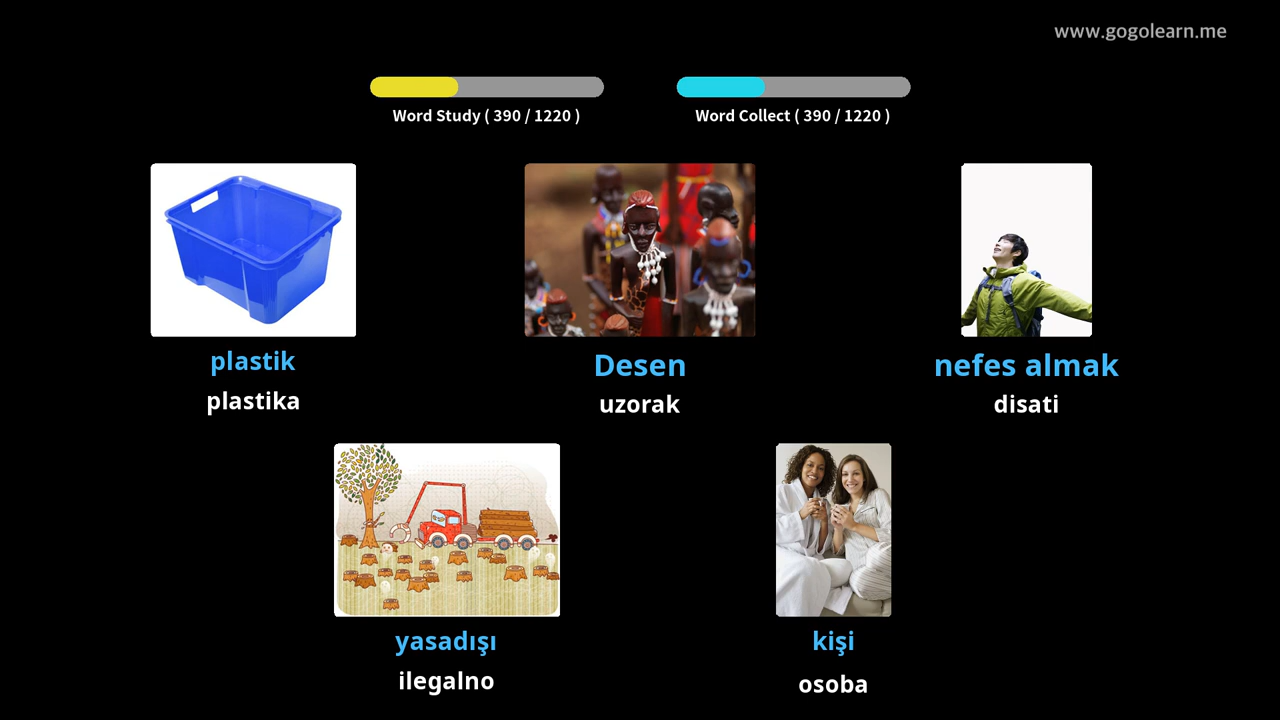 www.gogolearn.me
Word Study ( 390 / 1220 )
Word Collect ( 390 / 1220 )
plastik
plastika
Desen
uzorak
nefes almak
disati
yasadışı
ilegalno
kişi
osoba